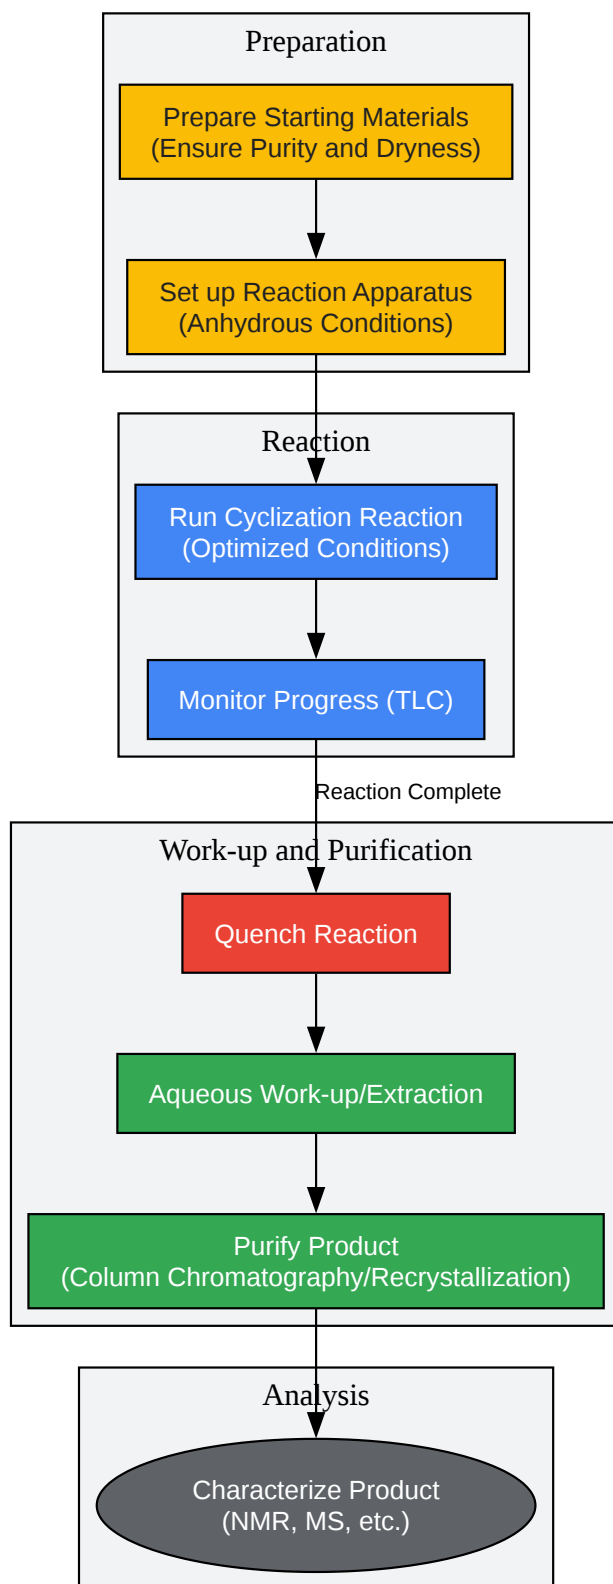 Preparation
Prepare Starting Materials
(Ensure Purity and Dryness)
Set up Reaction Apparatus
(Anhydrous Conditions)
Reaction
Run Cyclization Reaction
(Optimized Conditions)
Monitor Progress (TLC)
Reaction Complete
Work-up and Purification
Quench Reaction
Aqueous Work-up/Extraction
Purify Product
(Column Chromatography/Recrystallization)
Analysis
Characterize Product
(NMR, MS, etc.)